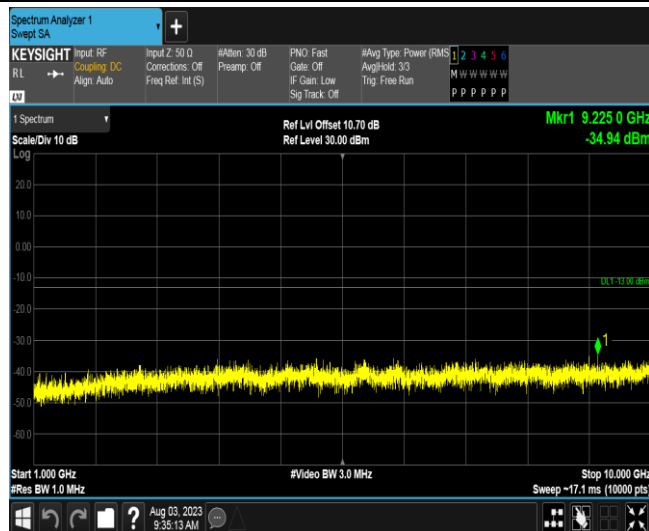 Spectrum Analyzer 1
Swept SA
KEYSIGHT
RL
LXI
Input: RF
Coupling: DC
Align: Auto
Input Z: 50 Ω
Corrections: Off
Freq Ref: Int (S)
#Atten: 30 dB
Preamp: Off
PNO: Fast
Gate: Off
IF Gain: Low
Sig Track: Off
#Avg Type: Power (RMS
Avg|Hold: 3/3
Trig: Free Run
1 2 3 4 5 6
M W W W W W
P P P P P P
1 Spectrum
Scale/Div 10 dB
Log
Ref Lvl Offset 10.70 dB
Ref Level 30.00 dBm
Mkr1 9.225 0 GHz
-34.94 dBm
20.0
10.0
0.00
-10.0
DL1 -13.00 dBm
-20.0
-30.0
1
-40.0
-50.0
-60.0
Start 1.000 GHz
#Res BW 1.0 MHz
#Video BW 3.0 MHz
Stop 10.000 GHz
Sweep ~17.1 ms (10000 pts)
?
Aug 03, 2023
9:35:13 AM